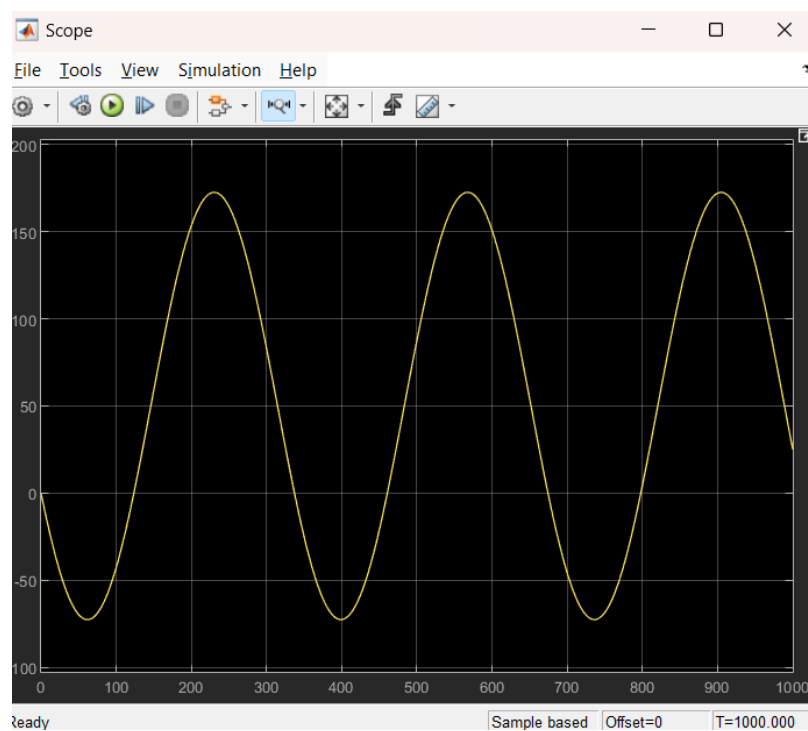 Scope
File Tools View Simulation Help
200
150
100
50
0
-50
100
0 100 200 300 400 500 600 700 800 900 1000
Ready Sample based Offset=0 T=1000.000